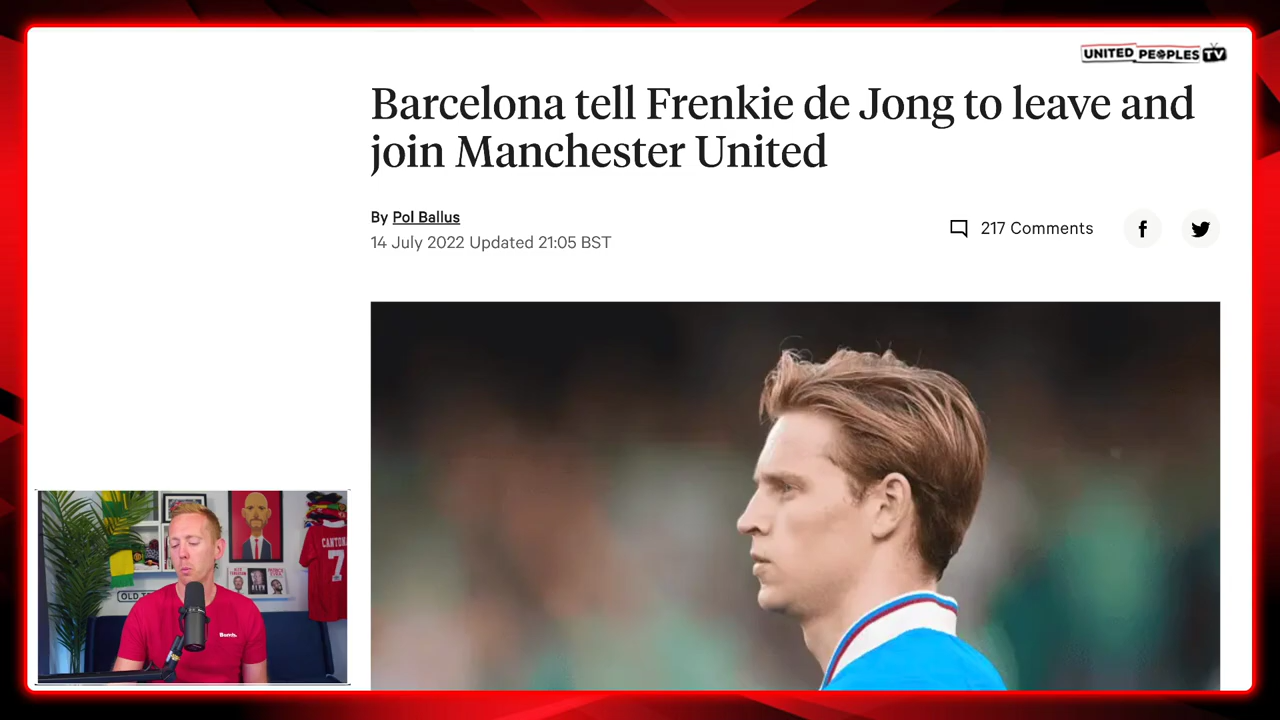 UNITED PEOPLES TV
Barcelona tell Frenkie de Jong to leave and
join Manchester United
By Pol Ballus
14 July 2022 Updated 21:05 BST
217 Comments
CANTONA
7
OLD